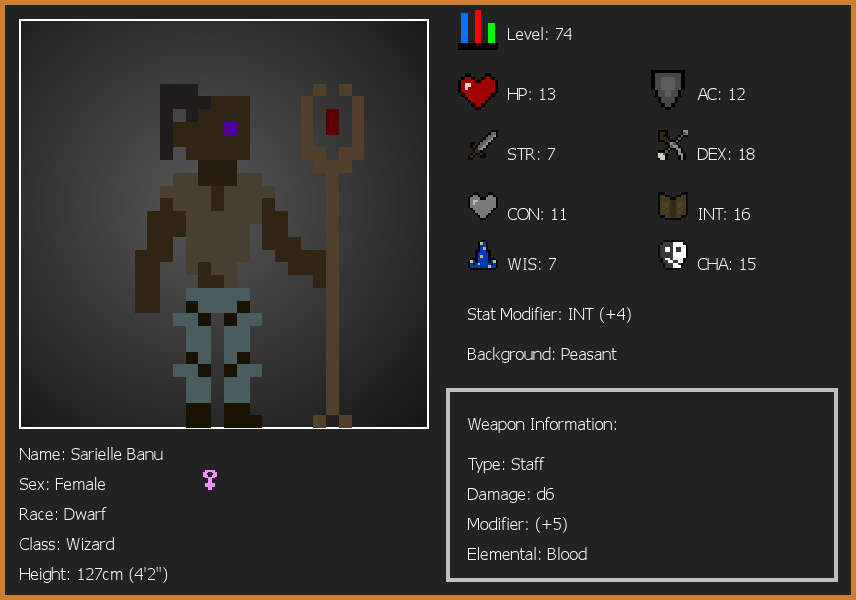 Level: 74
HP: 13
AC: 12
STR: 7
DEX: 18
CON: 11
INT: 16
WIS: 7
CHA: 15
Stat Modifier: INT (+4)
Background: Peasant
Weapon Information:
Type: Staff
Damage: d6
Modifier: (+5)
Elemental: Blood
Name: Sarielle Banu
Sex: Female
Race: Dwarf
Class: Wizard
Height: 127cm (4'2")